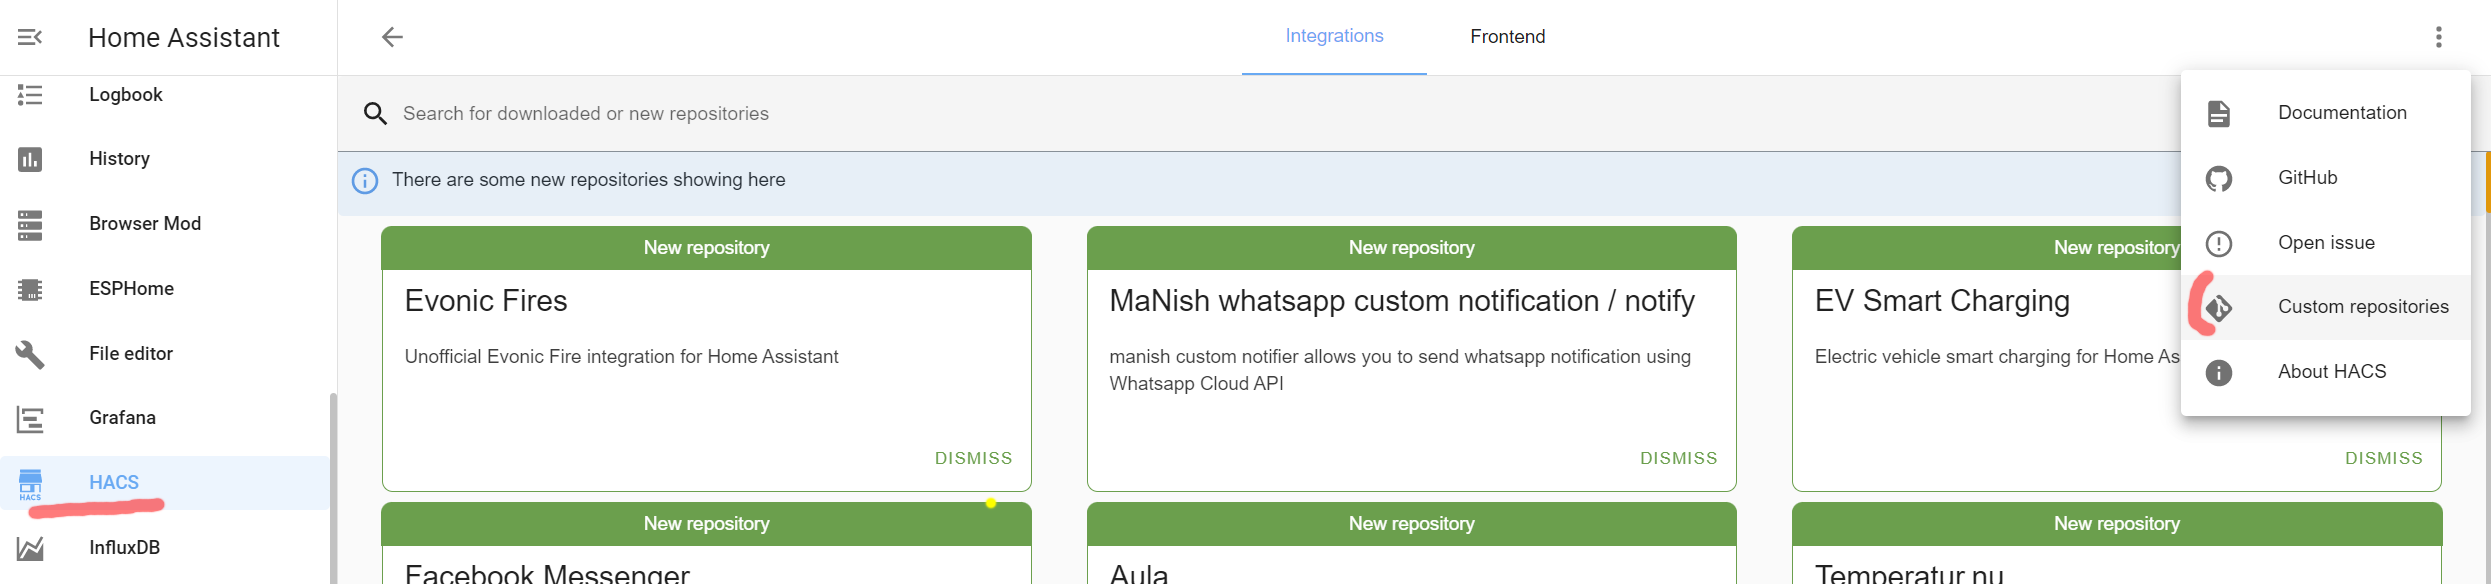 Home Assistant
Logbook
History
Browser Mod
ESPHome
File editor
Grafana
HACS
HACS
InfluxDB
Integrations
Frontend
Search for downloaded or new repositories
There are some new repositories showing here
New repository
Evonic Fires
Unofficial Evonic Fire integration for Home Assistant
DISMISS
New repository
MaNish whatsapp custom notification / notify
manish custom notifier allows you to send whatsapp notification using
Whatsapp Cloud API
DISMISS
New repository
EV Smart Charging
Electric vehicle smart charging for Home As
DISMISS
New repository
Facebook Messenger
New repository
Aula
New repository
Temperatur.nu
Documentation
GitHub
Open issue
Custom repositories
About HACS